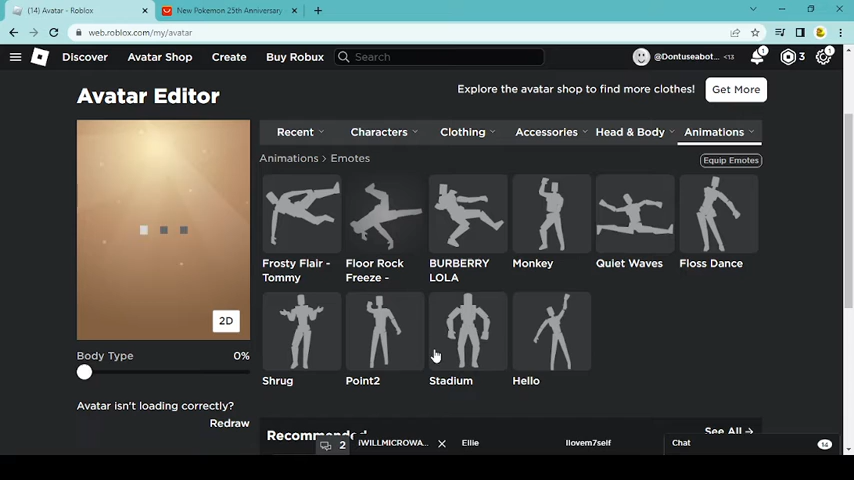 (14) Avatar - Roblox
New Pokemon 25th Anniversary
web.roblox.com/my/avatar
Discover
Avatar Shop
Create
Buy Robux
Search
@Dontuseabot... <13
1
3
1
Avatar Editor
Explore the avatar shop to find more clothes!
Get More
Recent
Characters
Clothing
Accessories
Head & Body
Animations
Animations > Emotes
Equip Emotes
Frosty Flair - Tommy
Floor Rock Freeze -
BURBERRY LOLA
Monkey
Quiet Waves
Floss Dance
2D
Shrug
Point2
Stadium
Hello
Body Type
0%
Avatar isn't loading correctly?
Redraw
Recommended
See All
2
iWILLMICROWA...
Ellie
Ilovem7self
Chat
14